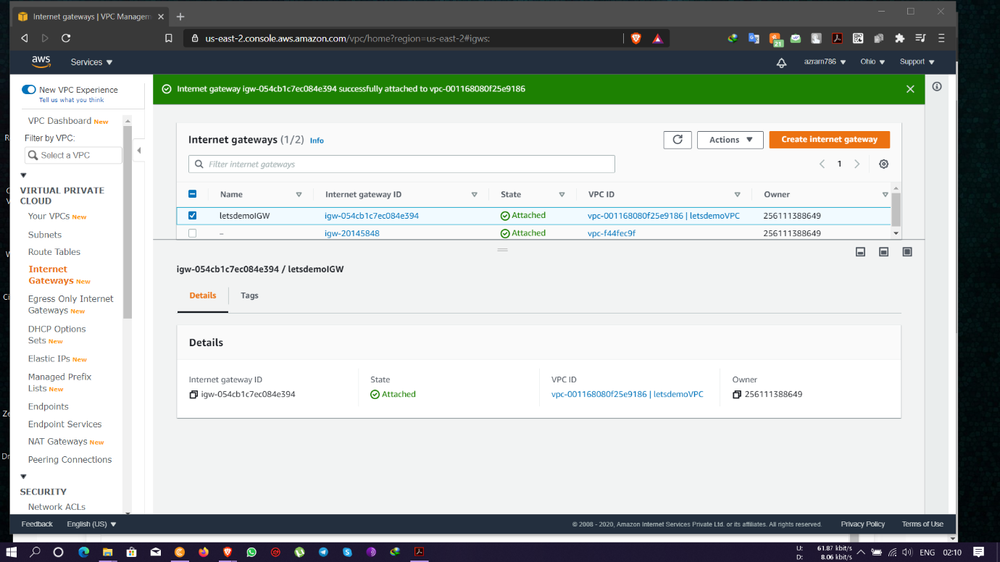 Internet gateways | VPC Managem
us-east-2.console.aws.amazon.com/vpc/home?region=us-east-2#igws:
21
aws
Services
azram786
Ohio
Support
New VPC Experience
Tell us what you think
Internet gateway igw-054cb1c7ec084e394 successfully attached to vpc-001168080f25e9186
VPC Dashboard New
Filter by VPC:
Select a VPC
VIRTUAL PRIVATE
CLOUD
Your VPCs New
Subnets
Route Tables
Internet
Gateways New
Egress Only Internet
Gateways New
DHCP Options
Sets New
Elastic IPs New
Managed Prefix
Lists New
Endpoints
Endpoint Services
NAT Gateways New
Peering Connections
SECURITY
Network ACLs
Internet gateways (1/2) Info
Actions
Create internet gateway
Filter internet gateways
1
Name Internet gateway ID State VPC ID Owner
letsdemoIGW igw-054cb1c7ec084e394 Attached vpc-001168080f25e9186 | letsdemoVPC 256111388649
– igw-20145848 Attached vpc-f44fec9f 256111388649
igw-054cb1c7ec084e394 / letsdemoIGW
Details Tags
Details
Internet gateway ID State VPC ID Owner
igw-054cb1c7ec084e394 Attached vpc-001168080f25e9186 | letsdemoVPC 256111388649
Feedback English (US) © 2008 - 2020, Amazon Internet Services Private Ltd. or its affiliates. All rights reserved. Privacy Policy Terms of Use
U: 61.87 kbit/s
D: 8.06 kbit/s
ENG 02:10